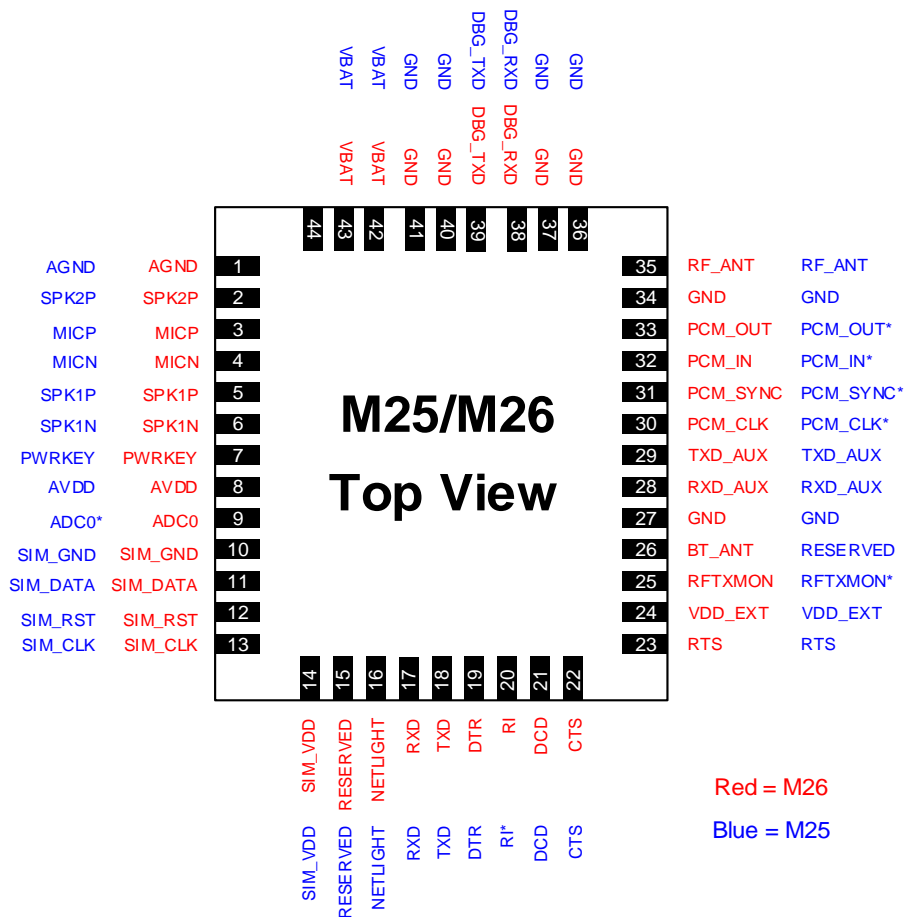 VBAT VBAT GND GND DBG_TXD DBG_RXD GND GND
VBAT VBAT GND GND DBG_TXD DBG_RXD GND GND
44 43 42 41 40 39 38 37 36
AGND AGND 1
SPK2P SPK2P 2
MICP MICP 3
MICN MICN 4
SPK1P SPK1P 5
SPK1N SPK1N 6
PWRKEY PWRKEY 7
AVDD AVDD 8
ADC0* ADC0 9
SIM_GND SIM_GND 10
SIM_DATA SIM_DATA 11
SIM_RST SIM_RST 12
SIM_CLK SIM_CLK 13
M25/M26
Top View
35 RF_ANT RF_ANT
34 GND GND
33 PCM_OUT PCM_OUT*
32 PCM_IN PCM_IN*
31 PCM_SYNC PCM_SYNC*
30 PCM_CLK PCM_CLK*
29 TXD_AUX TXD_AUX
28 RXD_AUX RXD_AUX
27 GND GND
26 BT_ANT RESERVED
25 RFTXMON RFTXMON*
24 VDD_EXT VDD_EXT
23 RTS RTS
14 15 16 17 18 19 20 21 22
SIM_VDD RESERVED NETLIGHT RXD TXD DTR RI DCD CTS
SIM_VDD RESERVED NETLIGHT RXD TXD DTR RI* DCD CTS
Red = M26
Blue = M25